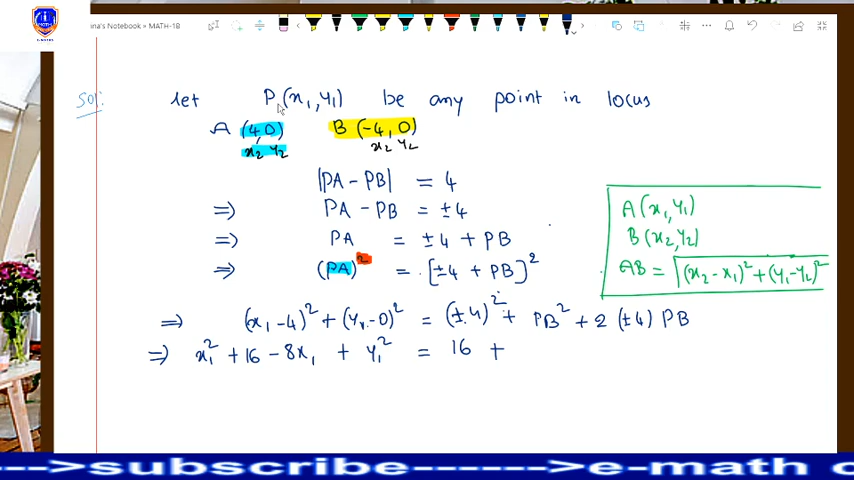 ina's Notebook » MATH-1B
Sol: let P(x₁, y₁) be any point in locus
A (4, 0) B (-4, 0)
x₂ y₂ x₂ y₂
|PA - PB| = 4
⇒ PA - PB = ±4
⇒ PA = ±4 + PB
⇒ (PA)² = [±4 + PB]²
A(x₁, y₁)
B(x₂, y₂)
AB = √(x₂ - x₁)² + (y₁ - y₂)²
⇒ (x₁ - 4)² + (y₁ - 0)² = (±4)² + PB² + 2 (±4) PB
⇒ x₁² + 16 - 8x₁ + y₁² = 16 +
-->subscribe------>e-math